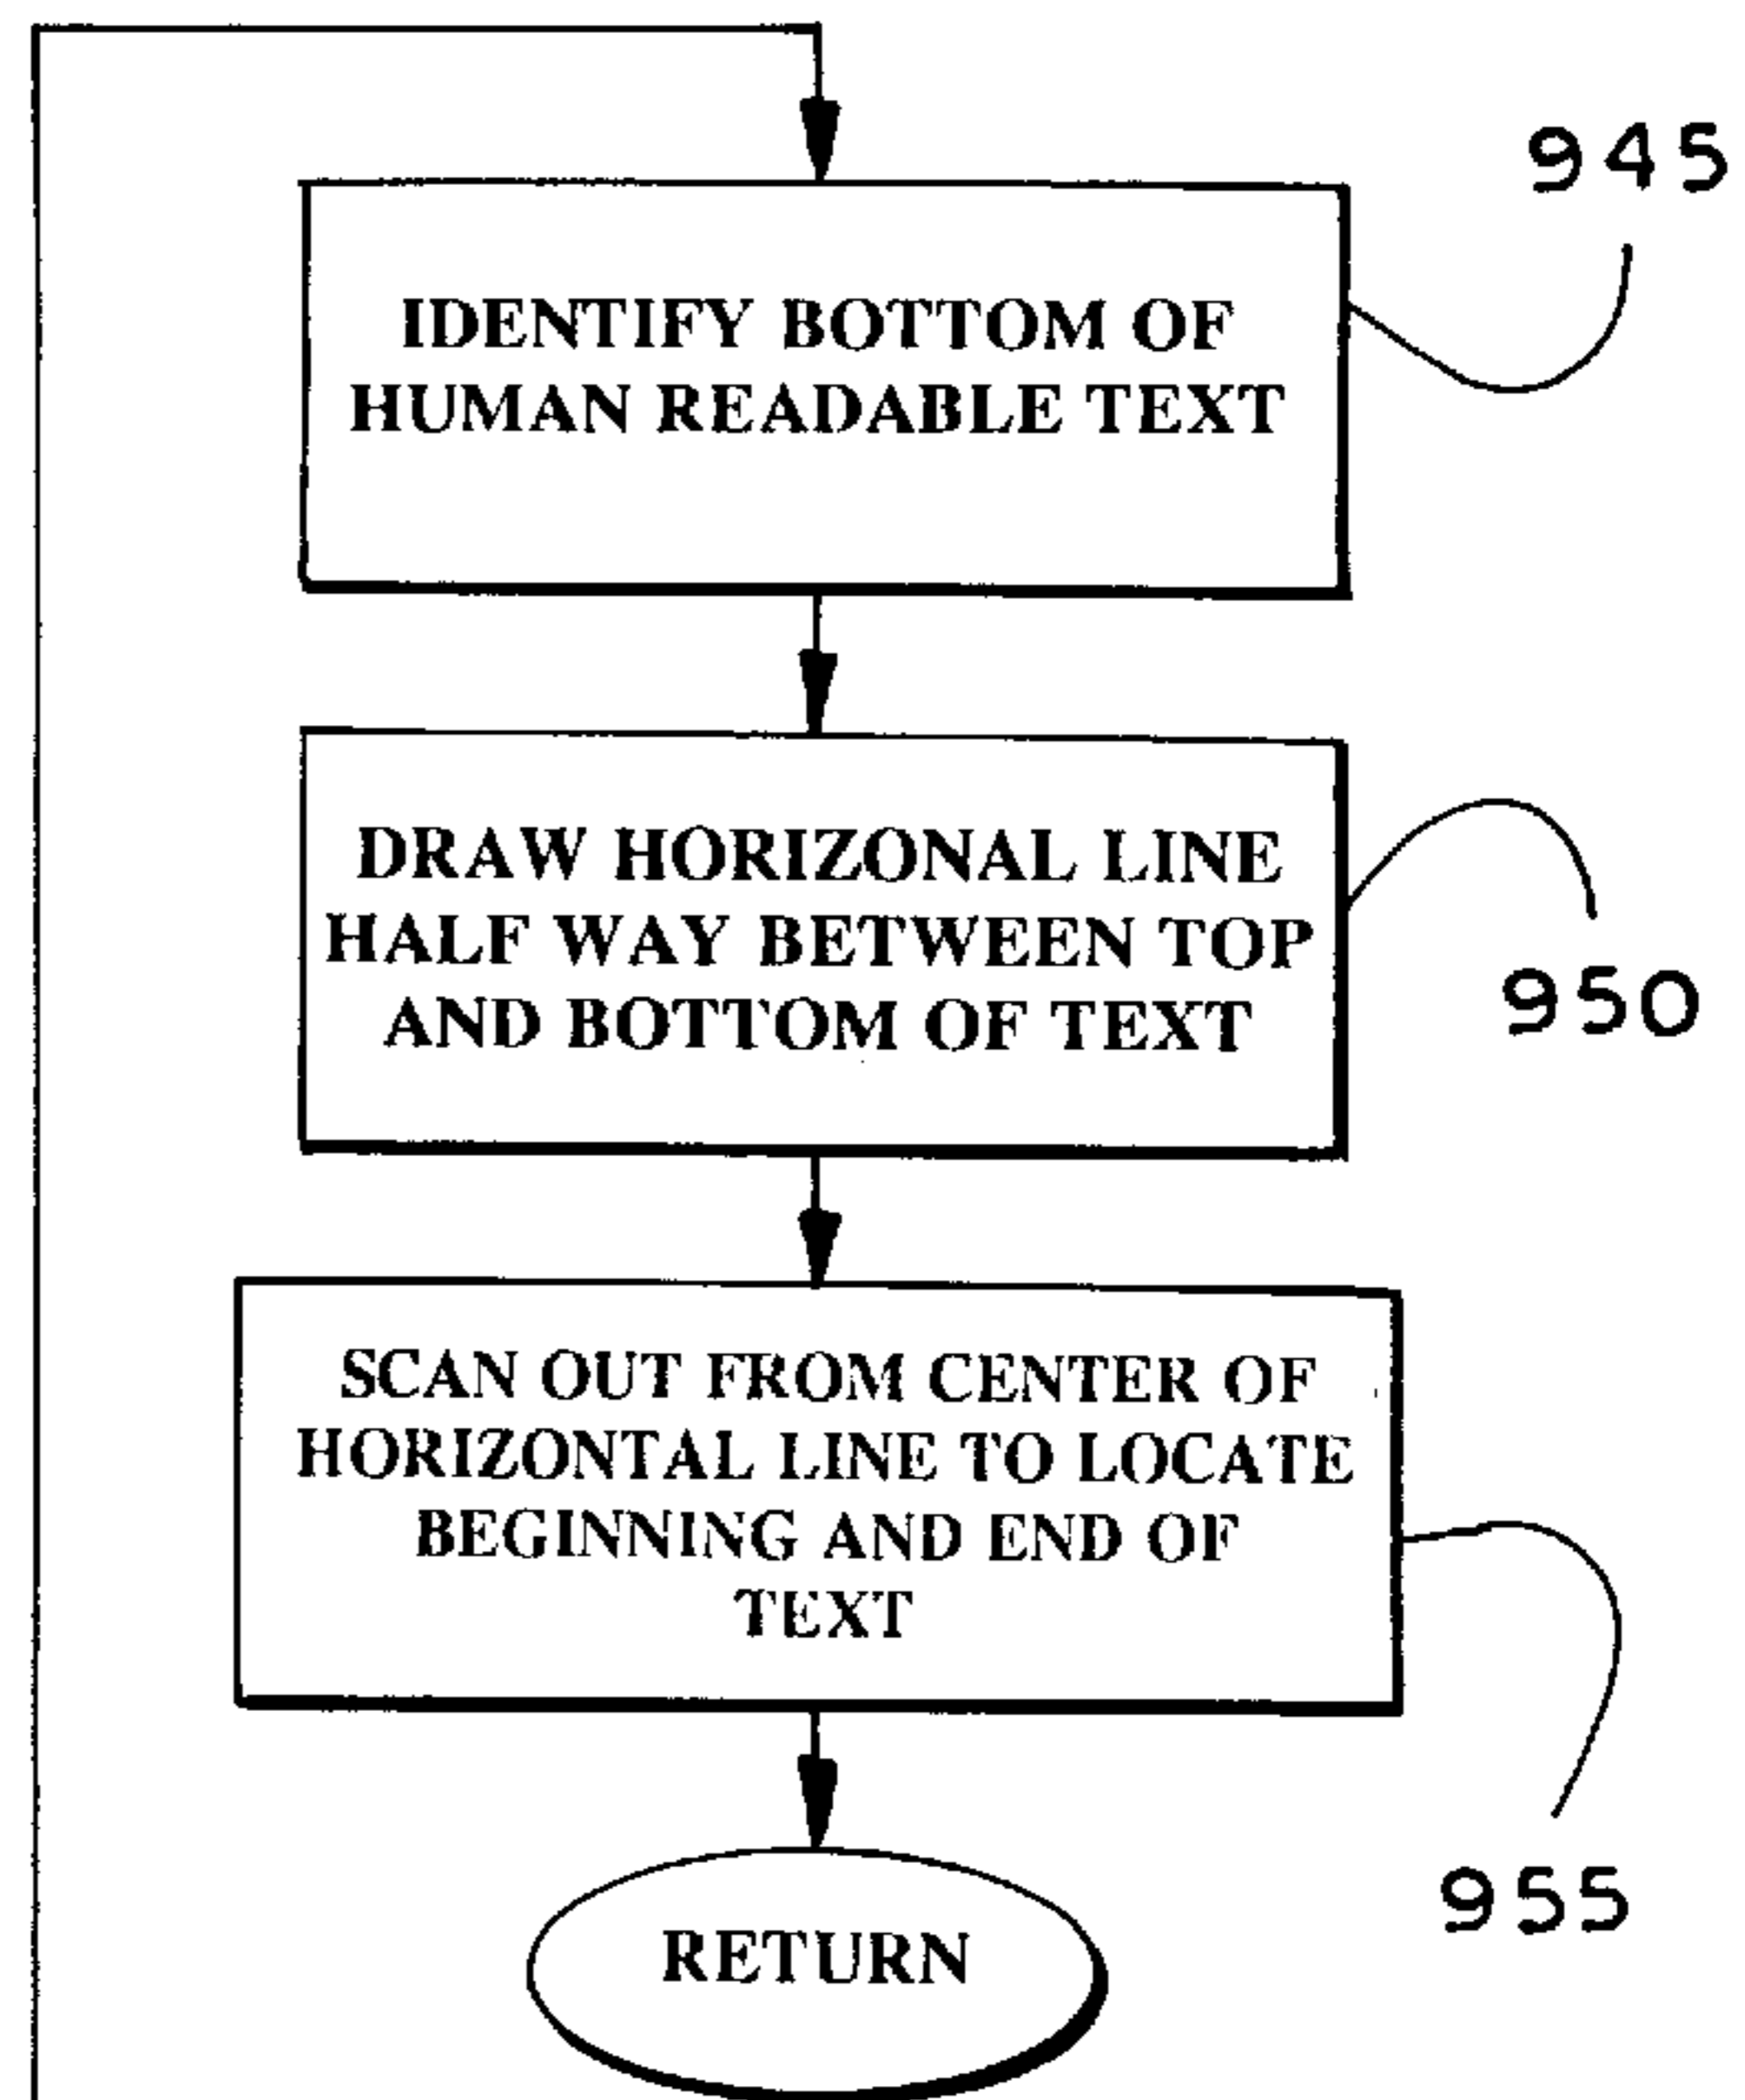 945
IDENTIFY BOTTOM OF
HUMAN READABLE TEXT
DRAW HORIZONAL LINE
HALF WAY BETWEEN TOP
AND BOTTOM OF TEXT
950
SCAN OUT FROM CENTER OF
HORIZONTAL LINE TO LOCATE
BEGINNING AND END OF
TEXT
955
RETURN